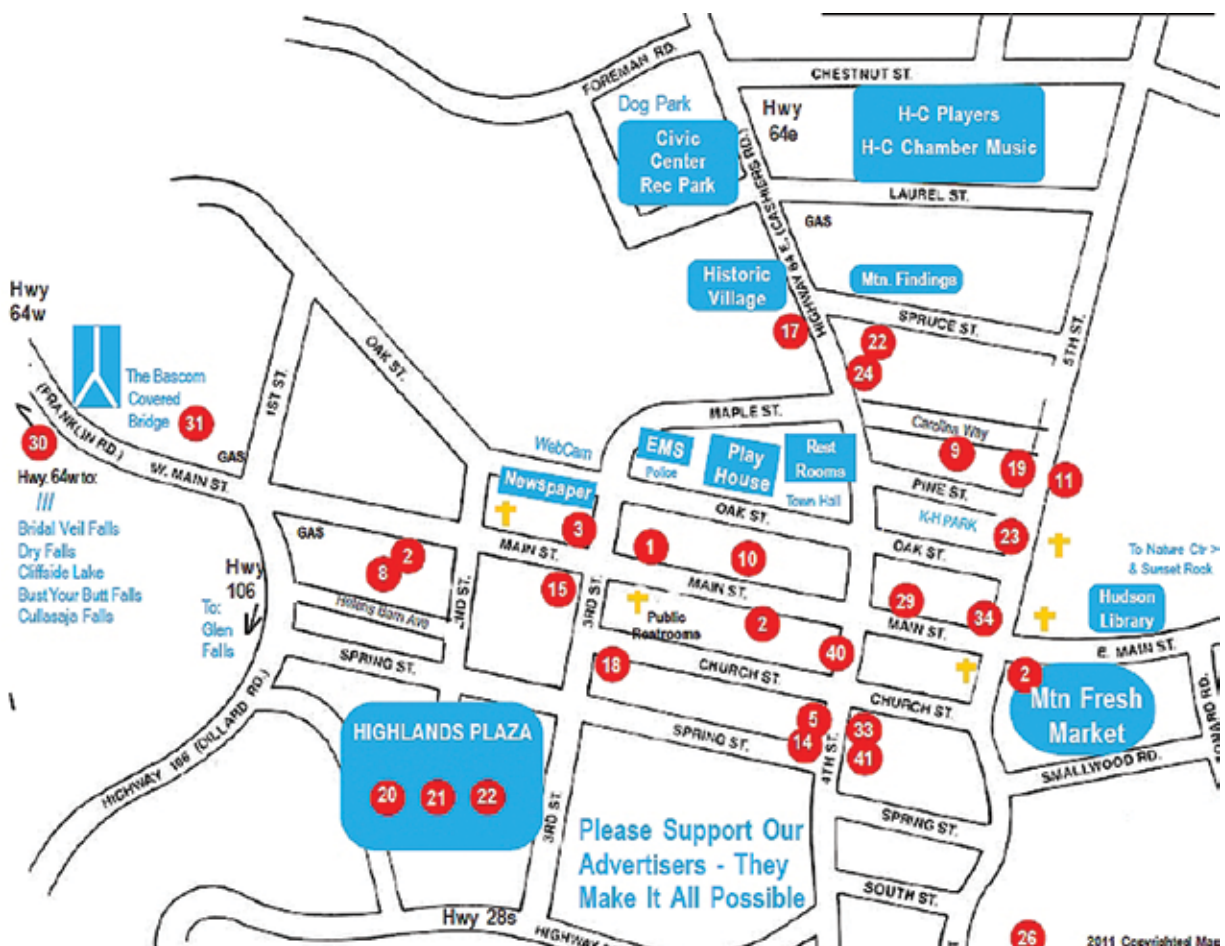 CHESTNUT ST.
FOREMAN RD.
Dog Park
Civic
Center
Rec Park
Hwy
64e
H-C Players
H-C Chamber Music
LAUREL ST.
HIGHWAY 64 E. (CASHIERS RD.)
GAS
Historic
Village
Mtn. Findings
SPRUCE ST.
5TH ST.
17
22
24
Hwy
64w
The Bascom
Covered
Bridge
31
30
(FRANKLIN RD.)
W. MAIN ST.
GAS
1ST ST.
OAK ST.
Hwy. 64w to:
///
Bridal Veil Falls
Dry Falls
Cliffside Lake
Bust Your Butt Falls
Cullasaja Falls
MAPLE ST.
WebCam
EMS
Police
Play
House
Rest
Rooms
Town Hall
Carolina Way
9
19
11
PINE ST.
K-H PARK
23
Newspaper
3
OAK ST.
OAK ST.
GAS
2
8
MAIN ST.
1
10
Hwy
106
To:
Glen
Falls
Helen's Barn Ave
2ND ST.
15
3RD ST.
MAIN ST.
Public
Restrooms
2
29
34
MAIN ST.
To Nature Ctr >
& Sunset Rock
Hudson
Library
E. MAIN ST.
SPRING ST.
18
CHURCH ST.
40
2
Mtn Fresh
Market
CHURCH ST.
HIGHWAY 106 (DILLARD RD.)
HIGHLANDS PLAZA
20
21
22
SPRING ST.
5
14
33
41
4TH ST.
SMALLWOOD RD.
3RD ST.
SPRING ST.
Please Support Our
Advertisers - They
Make It All Possible
SOUTH ST.
Hwy 28s
HIGHWAY
26
2011 Copyrighted Map